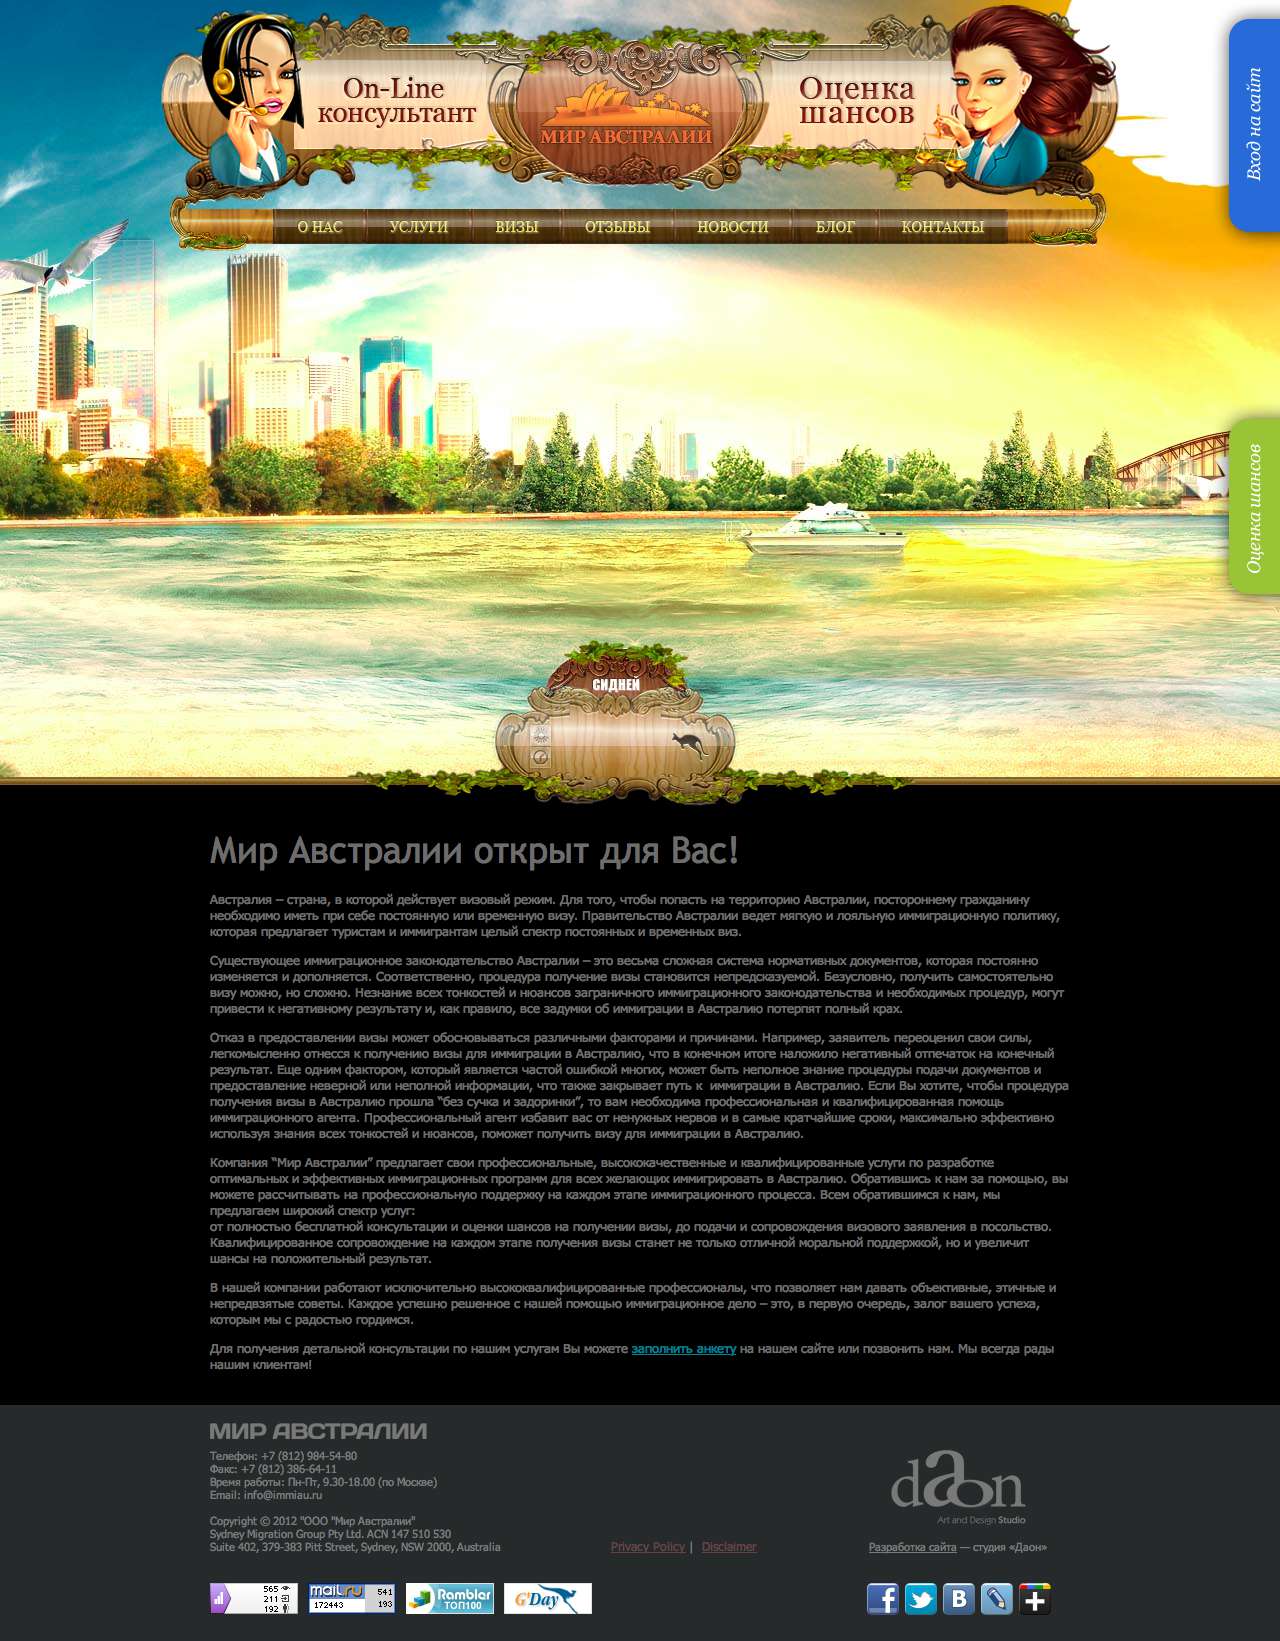 On-Line
консультант
МИР АВСТРАЛИИ
Оценка
шансов
Вход на сайт
О НАС УСЛУГИ ВИЗЫ ОТЗЫВЫ НОВОСТИ БЛОГ КОНТАКТЫ
Оценка шансов
СИДНЕЙ
Мир Австралии открыт для Вас!
Австралия – страна, в которой действует визовый режим. Для того, чтобы попасть на территорию Австралии, постороннему гражданину
необходимо иметь при себе постоянную или временную визу. Правительство Австралии ведет мягкую и лояльную иммиграционную политику,
которая предлагает туристам и иммигрантам целый спектр постоянных и временных виз.
Существующее иммиграционное законодательство Австралии – это весьма сложная система нормативных документов, которая постоянно
изменяется и дополняется. Соответственно, процедура получение визы становится непредсказуемой. Безусловно, получить самостоятельно
визу можно, но сложно. Незнание всех тонкостей и нюансов заграничного иммиграционного законодательства и необходимых процедур, могут
привести к негативному результату и, как правило, все задумки об иммиграции в Австралию потерпят полный крах.
Отказ в предоставлении визы может обосновываться различными факторами и причинами. Например, заявитель переоценил свои силы,
легкомысленно отнесся к получению визы для иммиграции в Австралию, что в конечном итоге наложило негативный отпечаток на конечный
результат. Еще одним фактором, который является частой ошибкой многих, может быть неполное знание процедуры подачи документов и
предоставление неверной или неполной информации, что также закрывает путь к  иммиграции в Австралию. Если Вы хотите, чтобы процедура
получения визы в Австралию прошла “без сучка и задоринки”, то вам необходима профессиональная и квалифицированная помощь
иммиграционного агента. Профессиональный агент избавит вас от ненужных нервов и в самые кратчайшие сроки, максимально эффективно
используя знания всех тонкостей и нюансов, поможет получить визу для иммиграции в Австралию.
Компания “Мир Австралии” предлагает свои профессиональные, высококачественные и квалифицированные услуги по разработке
оптимальных и эффективных иммиграционных программ для всех желающих иммигрировать в Австралию. Обратившись к нам за помощью, вы
можете рассчитывать на профессиональную поддержку на каждом этапе иммиграционного процесса. Всем обратившимся к нам, мы
предлагаем широкий спектр услуг:
от полностью бесплатной консультации и оценки шансов на получении визы, до подачи и сопровождения визового заявления в посольство.
Квалифицированное сопровождение на каждом этапе получения визы станет не только отличной моральной поддержкой, но и увеличит
шансы на положительный результат.
В нашей компании работают исключительно высококвалифицированные профессионалы, что позволяет нам давать объективные, этичные и
непредвзятые советы. Каждое успешно решенное с нашей помощью иммиграционное дело – это, в первую очередь, залог вашего успеха,
которым мы с радостью гордимся.
Для получения детальной консультации по нашим услугам Вы можете заполнить анкету на нашем сайте или позвонить нам. Мы всегда рады
нашим клиентам!
МИР АВСТРАЛИИ
Телефон: +7 (812) 984-54-80
Факс: +7 (812) 386-64-11
Время работы: Пн-Пт, 9.30-18.00 (по Москве)
Email: info@immiau.ru
Copyright © 2012 "ООО "Мир Австралии"
Sydney Migration Group Pty Ltd. ACN 147 510 530
Suite 402, 379-383 Pitt Street, Sydney, NSW 2000, Australia
Privacy Policy | Disclaimer
daon
Art and Design Studio
Разработка сайта — студия «Даон»
565
211
192
mail.ru 541
172443 193
Rambler
ТОП100
G'Day